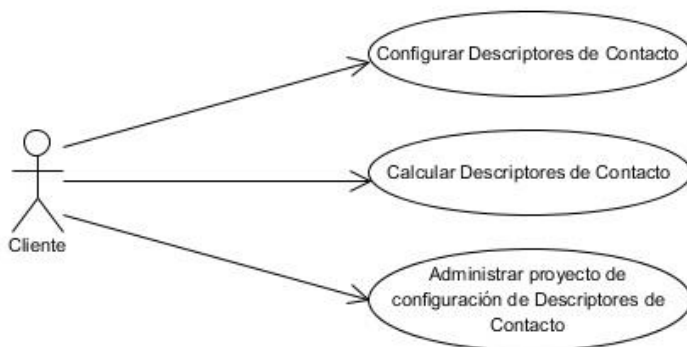 Configurar Descriptores de Contacto
Calcular Descriptores de Contacto
Cliente
Administrar proyecto de
configuración de Descriptores de
Contacto